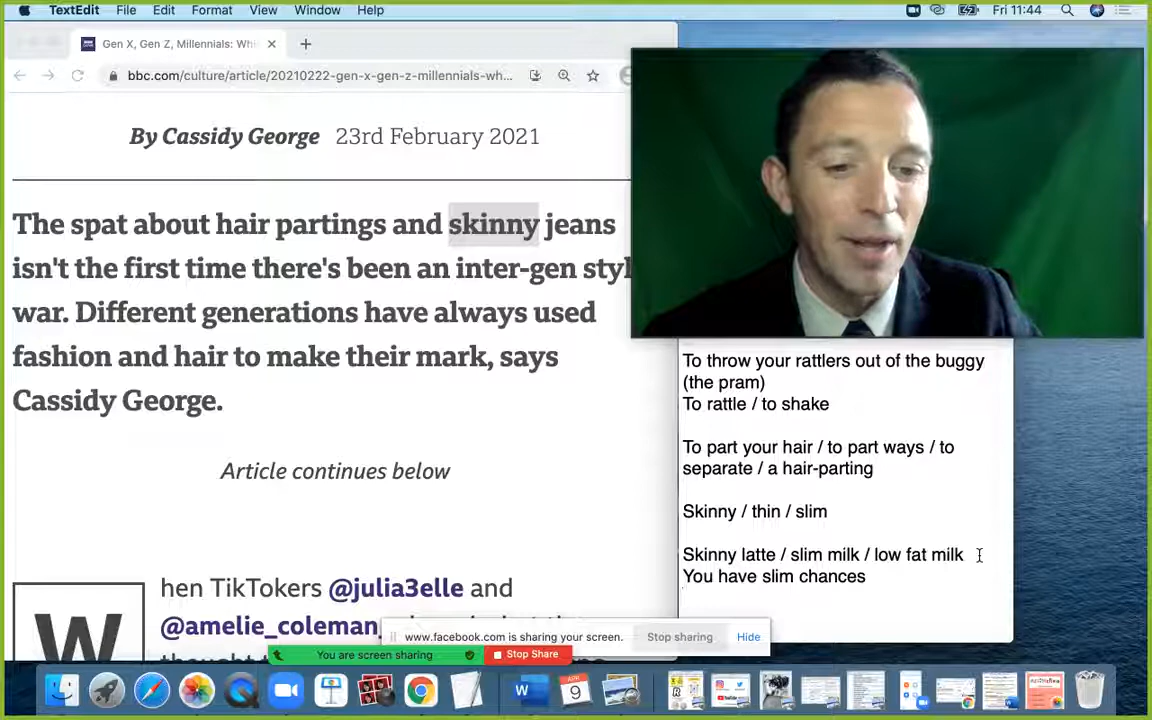 TextEdit File Edit Format View Window Help Fri 11:44
Gen X, Gen Z, Millennials: Whi
bbc.com/culture/article/20210222-gen-x-gen-z-millennials-wh...
By Cassidy George 23rd February 2021
The spat about hair partings and skinny jeans
isn't the first time there's been an inter-gen styl
war. Different generations have always used
fashion and hair to make their mark, says
Cassidy George.
Article continues below
W
hen TikTokers @julia3elle and
@amelie_coleman
To throw your rattlers out of the buggy
(the pram)
To rattle / to shake
To part your hair / to part ways / to
separate / a hair-parting
Skinny / thin / slim
Skinny latte / slim milk / low fat milk
You have slim chances
www.facebook.com is sharing your screen. Stop sharing Hide
You are screen sharing Stop Share
W
APR
9